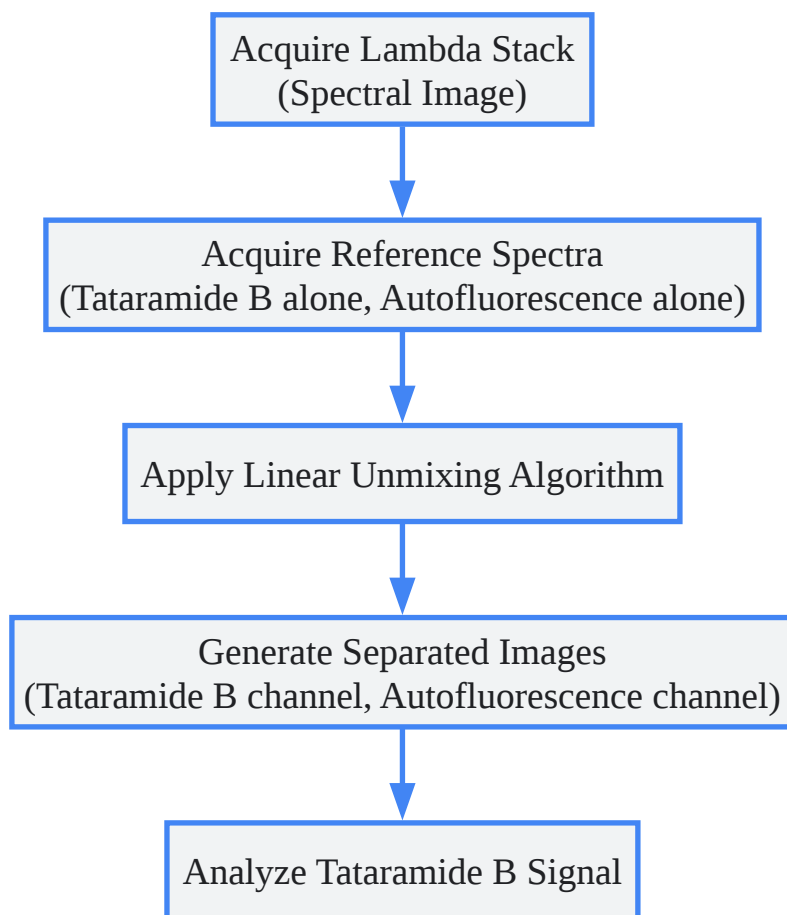 Acquire Lambda Stack
(Spectral Image)
Acquire Reference Spectra
(Tataramide B alone, Autofluorescence alone)
Apply Linear Unmixing Algorithm
Generate Separated Images
(Tataramide B channel, Autofluorescence channel)
Analyze Tataramide B Signal